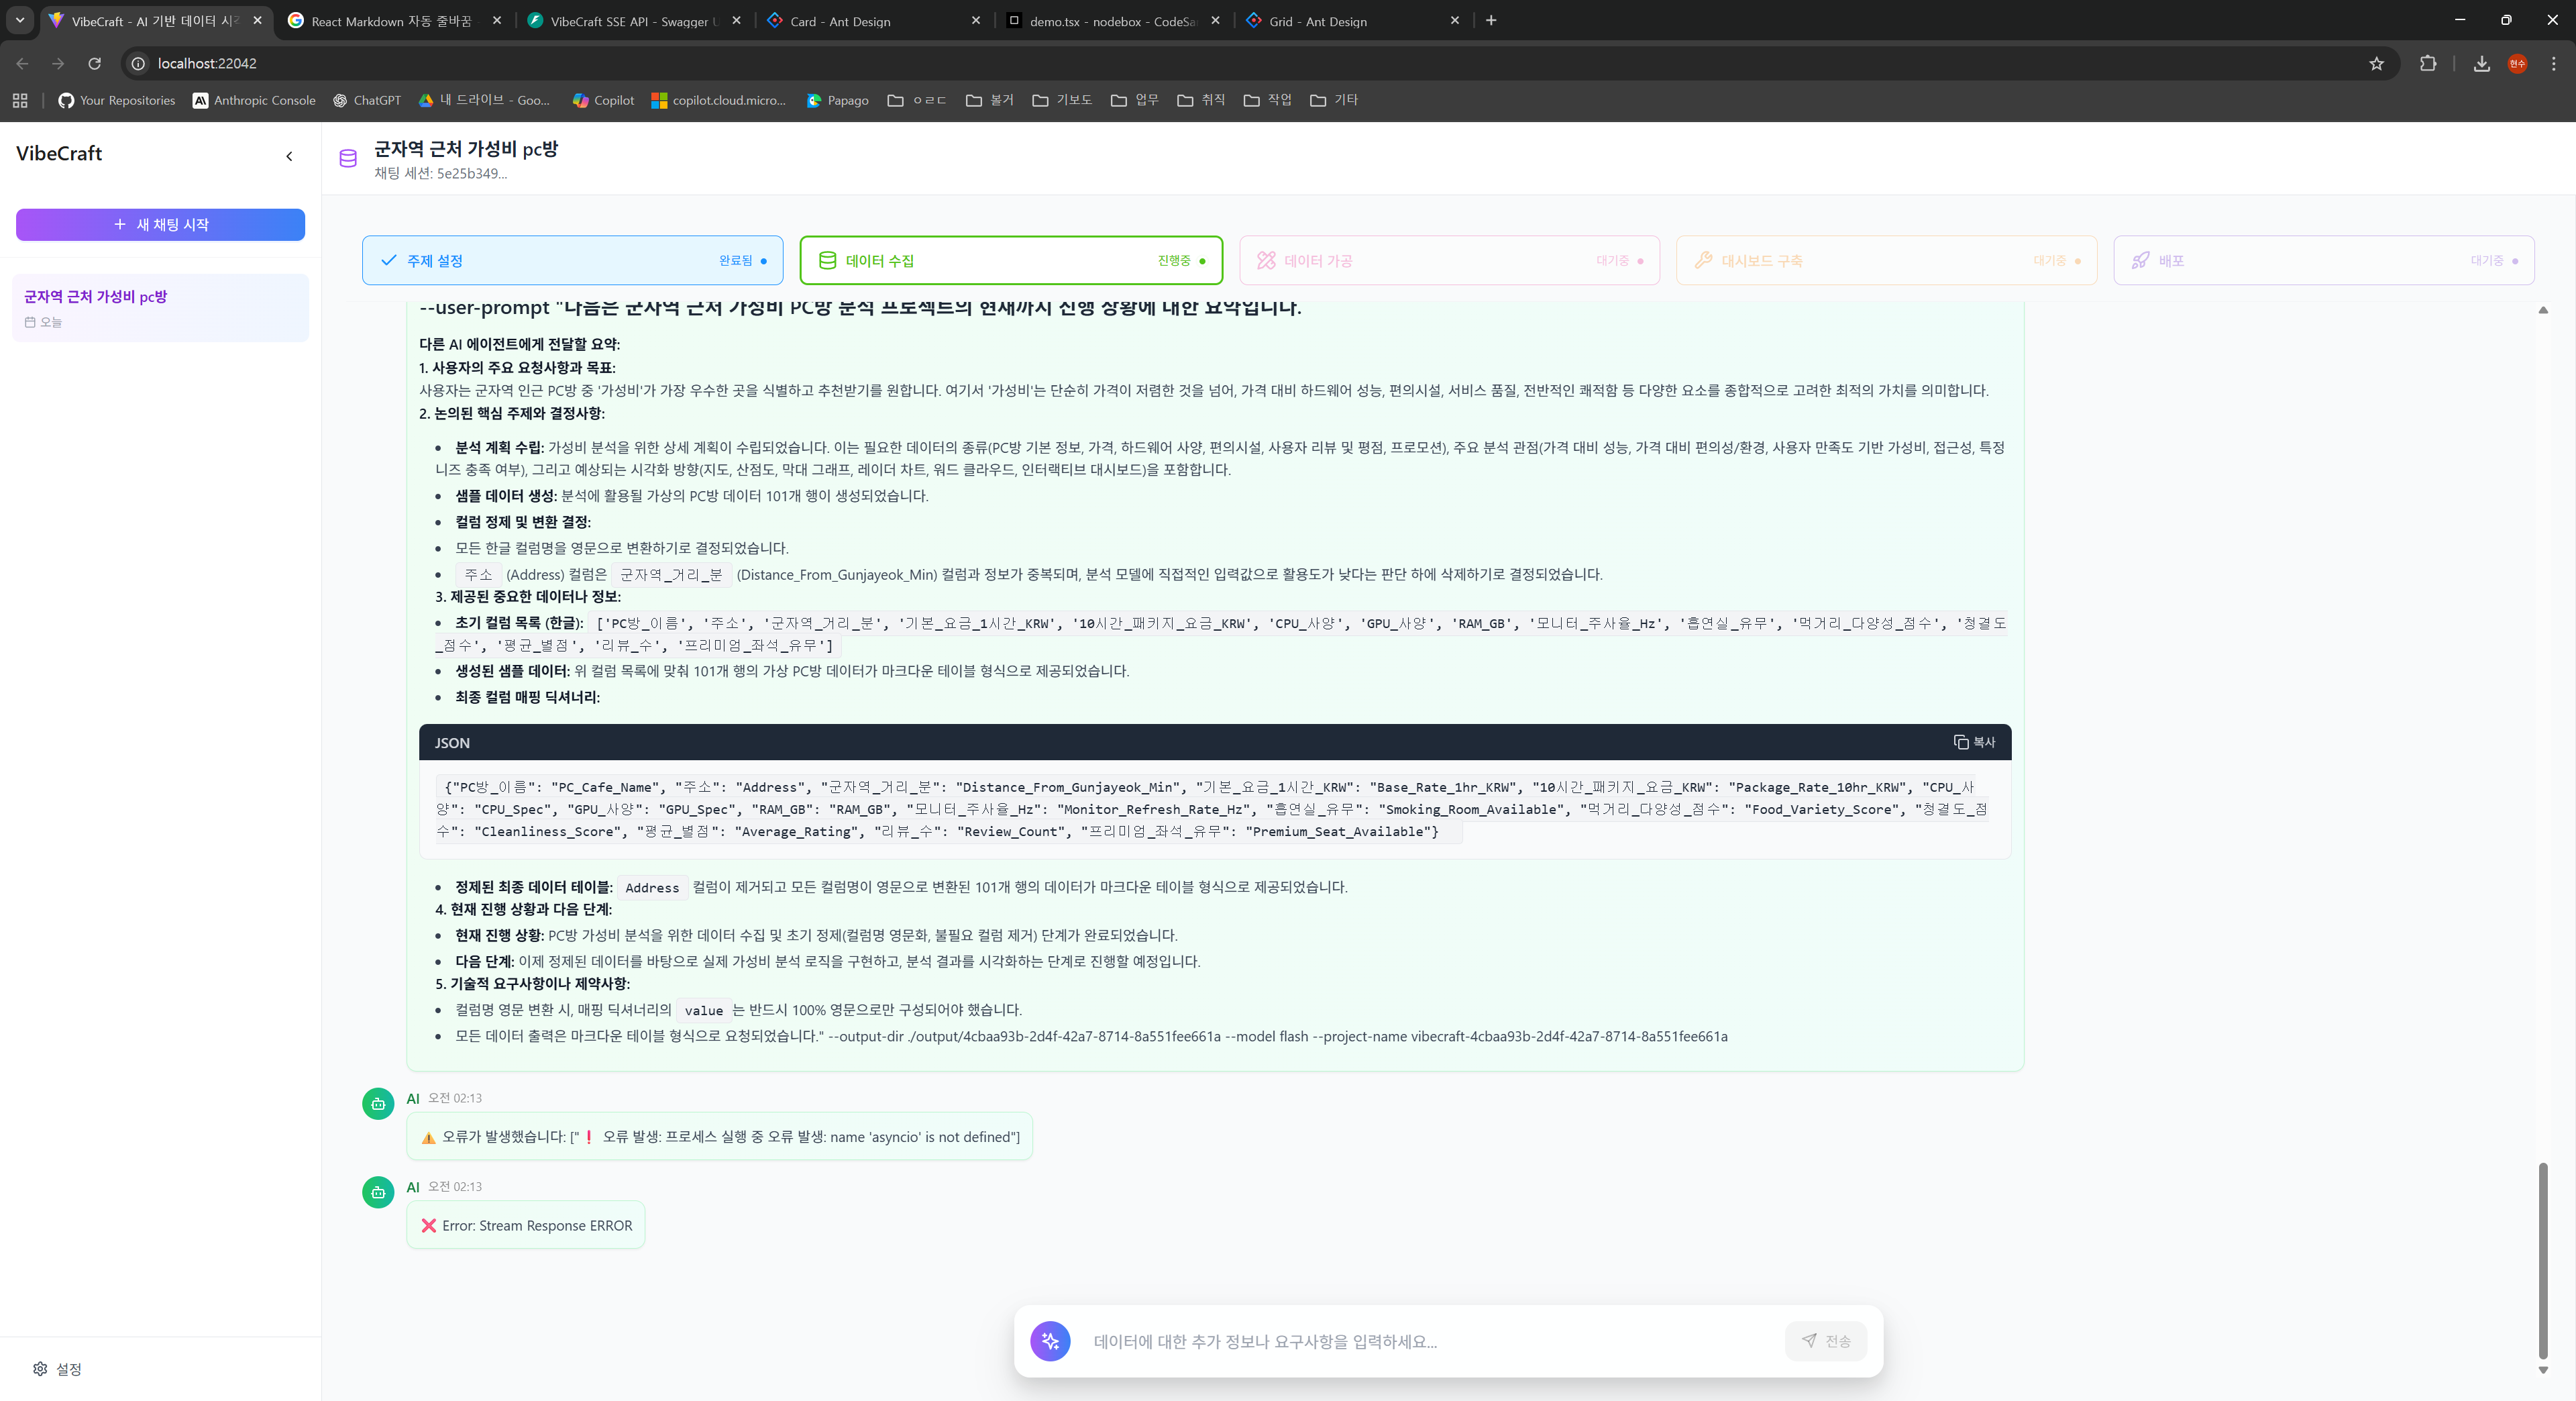 VibeCraft - AI 기반 데이터 시각
React Markdown 자동 줄바꿈
VibeCraft SSE API - Swagger U
Card - Ant Design
demo.tsx - nodebox - CodeSa
Grid - Ant Design
localhost:22042
현수
Your Repositories
Anthropic Console
ChatGPT
내 드라이브 - Goo...
Copilot
copilot.cloud.micro...
Papago
ㅇㄹㄷ
볼거
기보도
업무
취직
작업
기타
VibeCraft
군자역 근처 가성비 pc방
채팅 세션: 5e25b349...
+ 새 채팅 시작
군자역 근처 가성비 pc방
오늘
주제 설정 완료됨
데이터 수집 진행중
데이터 가공 대기중
대시보드 구축 대기중
배포 대기중
--user-prompt "다음은 군자역 근처 가성비 PC방 분석 프로젝트의 현재까지 진행 상황에 대한 요약입니다.
다른 AI 에이전트에게 전달할 요약:
1. 사용자의 주요 요청사항과 목표:
사용자는 군자역 인근 PC방 중 '가성비'가 가장 우수한 곳을 식별하고 추천받기를 원합니다. 여기서 '가성비'는 단순히 가격이 저렴한 것을 넘어, 가격 대비 하드웨어 성능, 편의시설, 서비스 품질, 전반적인 쾌적함 등 다양한 요소를 종합적으로 고려한 최적의 가치를 의미합니다.
2. 논의된 핵심 주제와 결정사항:
• 분석 계획 수립: 가성비 분석을 위한 상세 계획이 수립되었습니다. 이는 필요한 데이터의 종류(PC방 기본 정보, 가격, 하드웨어 사양, 편의시설, 사용자 리뷰 및 평점, 프로모션), 주요 분석 관점(가격 대비 성능, 가격 대비 편의성/환경, 사용자 만족도 기반 가성비, 접근성, 특정
니즈 충족 여부), 그리고 예상되는 시각화 방향(지도, 산점도, 막대 그래프, 레이더 차트, 워드 클라우드, 인터랙티브 대시보드)을 포함합니다.
• 샘플 데이터 생성: 분석에 활용될 가상의 PC방 데이터 101개 행이 생성되었습니다.
• 컬럼 정제 및 변환 결정:
• 모든 한글 컬럼명을 영문으로 변환하기로 결정되었습니다.
• 주소 (Address) 컬럼은 군자역_거리_분 (Distance_From_Gunjayeok_Min) 컬럼과 정보가 중복되며, 분석 모델에 직접적인 입력값으로 활용도가 낮다는 판단 하에 삭제하기로 결정되었습니다.
3. 제공된 중요한 데이터나 정보:
• 초기 컬럼 목록 (한글): ['PC방_이름', '주소', '군자역_거리_분', '기본_요금_1시간_KRW', '10시간_패키지_요금_KRW', 'CPU_사양', 'GPU_사양', 'RAM_GB', '모니터_주사율_Hz', '흡연실_유무', '먹거리_다양성_점수', '청결도
_점수', '평균_별점', '리뷰_수', '프리미엄_좌석_유무']
• 생성된 샘플 데이터: 위 컬럼 목록에 맞춰 101개 행의 가상 PC방 데이터가 마크다운 테이블 형식으로 제공되었습니다.
• 최종 컬럼 매핑 딕셔너리:
JSON 복사
{"PC방_이름": "PC_Cafe_Name", "주소": "Address", "군자역_거리_분": "Distance_From_Gunjayeok_Min", "기본_요금_1시간_KRW": "Base_Rate_1hr_KRW", "10시간_패키지_요금_KRW": "Package_Rate_10hr_KRW", "CPU_사
양": "CPU_Spec", "GPU_사양": "GPU_Spec", "RAM_GB": "RAM_GB", "모니터_주사율_Hz": "Monitor_Refresh_Rate_Hz", "흡연실_유무": "Smoking_Room_Available", "먹거리_다양성_점수": "Food_Variety_Score", "청결도_점
수": "Cleanliness_Score", "평균_별점": "Average_Rating", "리뷰_수": "Review_Count", "프리미엄_좌석_유무": "Premium_Seat_Available"}
• 정제된 최종 데이터 테이블: Address 컬럼이 제거되고 모든 컬럼명이 영문으로 변환된 101개 행의 데이터가 마크다운 테이블 형식으로 제공되었습니다.
4. 현재 진행 상황과 다음 단계:
• 현재 진행 상황: PC방 가성비 분석을 위한 데이터 수집 및 초기 정제(컬럼명 영문화, 불필요 컬럼 제거) 단계가 완료되었습니다.
• 다음 단계: 이제 정제된 데이터를 바탕으로 실제 가성비 분석 로직을 구현하고, 분석 결과를 시각화하는 단계로 진행할 예정입니다.
5. 기술적 요구사항이나 제약사항:
• 컬럼명 영문 변환 시, 매핑 딕셔너리의 value 는 반드시 100% 영문으로만 구성되어야 했습니다.
• 모든 데이터 출력은 마크다운 테이블 형식으로 요청되었습니다." --output-dir ./output/4cbaa93b-2d4f-42a7-8714-8a551fee661a --model flash --project-name vibecraft-4cbaa93b-2d4f-42a7-8714-8a551fee661a
AI 오전 02:13
⚠️ 오류가 발생했습니다: ["❗ 오류 발생: 프로세스 실행 중 오류 발생: name 'asyncio' is not defined"]
AI 오전 02:13
❌ Error: Stream Response ERROR
데이터에 대한 추가 정보나 요구사항을 입력하세요...
전송
설정